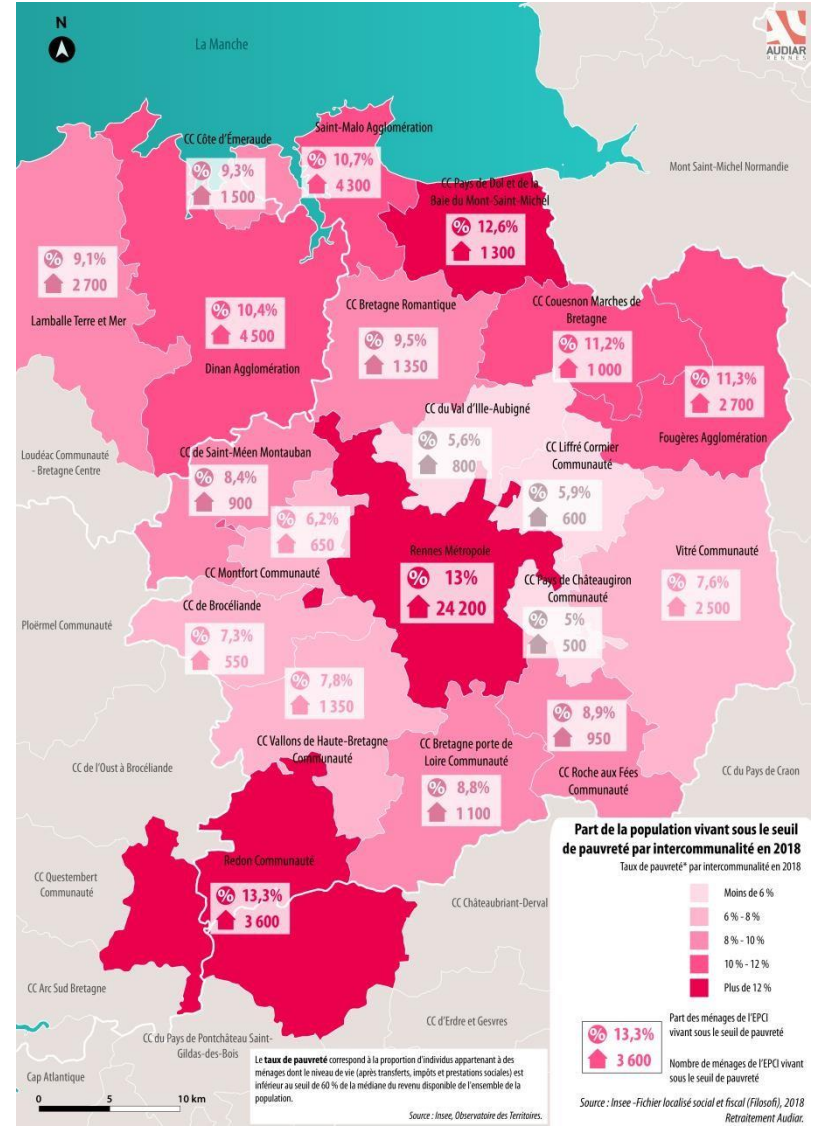 N
La Manche
AUDIAR
RENNES
Saint-Malo Agglomération
CC Côte d'Émeraude
% 10,7%
4 300
% 9,3%
1 500
Mont Saint-Michel Normandie
CC Pays de Dol et de la
Baie du Mont-Saint-Michel
% 12,6%
1 300
% 9,1%
2 700
Lamballe Terre et Mer
% 10,4%
4 500
Dinan Agglomération
CC Bretagne Romantique
% 9,5%
1 350
CC Couesnon Marches de
Bretagne
% 11,2%
1 000
% 11,3%
2 700
Fougères Agglomération
CC du Val d'Ille-Aubigné
% 5,6%
800
CC Liffré Cormier
Communauté
% 5,9%
600
Loudéac Communauté
- Bretagne Centre
CC de Saint-Méen Montauban
% 8,4%
900
% 6,2%
650
CC Montfort Communauté
Rennes Métropole
% 13%
24 200
Vitré Communauté
% 7,6%
2 500
CC Pays de Châteaugiron
Communauté
% 5%
500
CC de Brocéliande
% 7,3%
550
Ploërmel Communauté
% 7,8%
1 350
CC Vallons de Haute-Bretagne
Communauté
CC Bretagne porte de
Loire Communauté
% 8,8%
1 100
% 8,9%
950
CC Roche aux Fées
Communauté
CC de l'Oust à Brocéliande
CC du Pays de Craon
Redon Communauté
% 13,3%
3 600
CC Questembert
Communauté
CC Châteaubriant-Derval
CC Arc Sud Bretagne
CC d'Erdre et Gesvres
CC du Pays de Pontchâteau Saint-
Gildas-des-Bois
Cap Atlantique
0 5 10 km
Le taux de pauvreté correspond à la proportion d'individus appartenant à des
ménages dont le niveau de vie (après transferts, impôts et prestations sociales) est
inférieur au seuil de 60 % de la médiane du revenu disponible de l'ensemble de la
population.
Source : Insee, Observatoire des Territoires.
Part de la population vivant sous le seuil
de pauvreté par intercommunalité en 2018
Taux de pauvreté* par intercommunalité en 2018
Moins de 6 %
6 % - 8 %
8 % - 10 %
10 % - 12 %
Plus de 12 %
% 13,3%
3 600
Part des ménages de l'EPCI
vivant sous le seuil de pauvreté
Nombre de ménages de l'EPCI vivant
sous le seuil de pauvreté
Source : Insee -Fichier localisé social et fiscal (Filosofi), 2018
Retraitement Audiar.